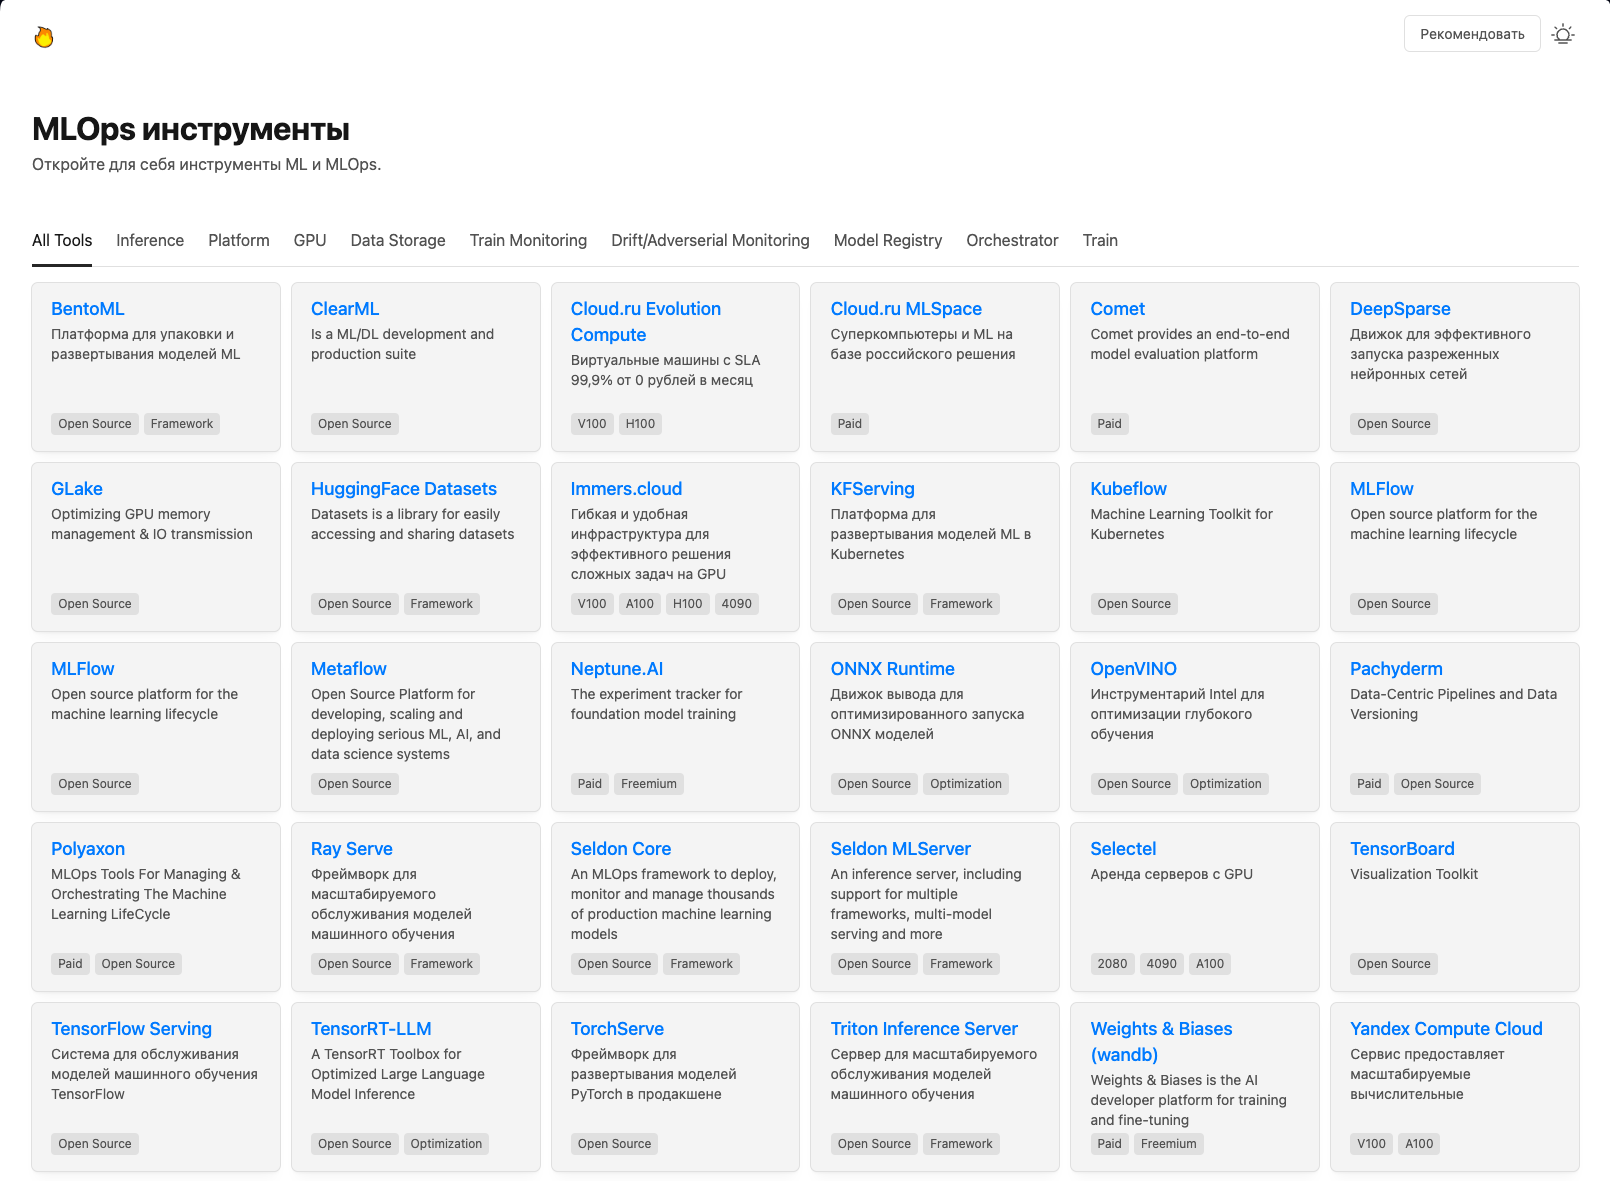 Рекомендовать
MLOps инструменты
Откройте для себя инструменты ML и MLOps.
All Tools Inference Platform GPU Data Storage Train Monitoring Drift/Adverserial Monitoring Model Registry Orchestrator Train
BentoML
Платформа для упаковки и
развертывания моделей ML
Open Source Framework
ClearML
Is a ML/DL development and
production suite
Open Source
Cloud.ru Evolution
Compute
Виртуальные машины с SLA
99,9% от 0 рублей в месяц
V100 H100
Cloud.ru MLSpace
Суперкомпьютеры и ML на
базе российского решения
Paid
Comet
Comet provides an end-to-end
model evaluation platform
Paid
DeepSparse
Движок для эффективного
запуска разреженных
нейронных сетей
Open Source
GLake
Optimizing GPU memory
management & IO transmission
Open Source
HuggingFace Datasets
Datasets is a library for easily
accessing and sharing datasets
Open Source Framework
Immers.cloud
Гибкая и удобная
инфраструктура для
эффективного решения
сложных задач на GPU
V100 A100 H100 4090
KFServing
Платформа для
развертывания моделей ML в
Kubernetes
Open Source Framework
Kubeflow
Machine Learning Toolkit for
Kubernetes
Open Source
MLFlow
Open source platform for the
machine learning lifecycle
Open Source
MLFlow
Open source platform for the
machine learning lifecycle
Open Source
Metaflow
Open Source Platform for
developing, scaling and
deploying serious ML, AI, and
data science systems
Open Source
Neptune.AI
The experiment tracker for
foundation model training
Paid Freemium
ONNX Runtime
Движок вывода для
оптимизированного запуска
ONNX моделей
Open Source Optimization
OpenVINO
Инструментарий Intel для
оптимизации глубокого
обучения
Open Source Optimization
Pachyderm
Data-Centric Pipelines and Data
Versioning
Paid Open Source
Polyaxon
MLOps Tools For Managing &
Orchestrating The Machine
Learning LifeCycle
Paid Open Source
Ray Serve
Фреймворк для
масштабируемого
обслуживания моделей
машинного обучения
Open Source Framework
Seldon Core
An MLOps framework to deploy,
monitor and manage thousands
of production machine learning
models
Open Source Framework
Seldon MLServer
An inference server, including
support for multiple
frameworks, multi-model
serving and more
Open Source Framework
Selectel
Аренда серверов с GPU
2080 4090 A100
TensorBoard
Visualization Toolkit
Open Source
TensorFlow Serving
Система для обслуживания
моделей машинного обучения
TensorFlow
Open Source
TensorRT-LLM
A TensorRT Toolbox for
Optimized Large Language
Model Inference
Open Source Optimization
TorchServe
Фреймворк для
развертывания моделей
PyTorch в продакшене
Open Source
Triton Inference Server
Сервер для масштабируемого
обслуживания моделей
машинного обучения
Open Source Framework
Weights & Biases
(wandb)
Weights & Biases is the AI
developer platform for training
and fine-tuning
Paid Freemium
Yandex Compute Cloud
Сервис предоставляет
масштабируемые
вычислительные
V100 A100